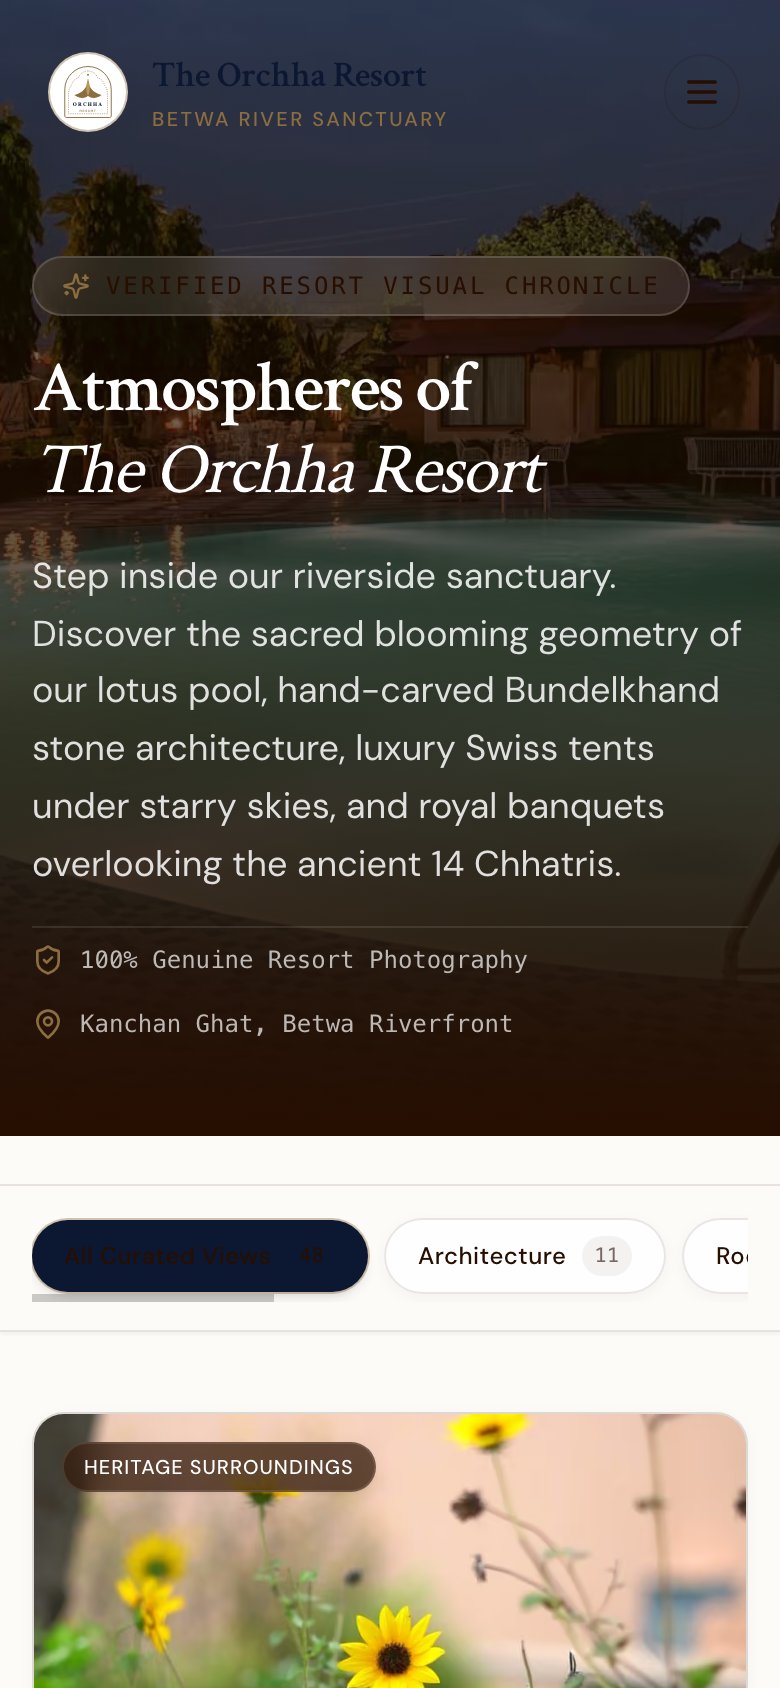 ORCHHA
The Orchha Resort
BETWA RIVER SANCTUARY
VERIFIED RESORT VISUAL CHRONICLE
Atmospheres of
The Orchha Resort
Step inside our riverside sanctuary.
Discover the sacred blooming geometry of
our lotus pool, hand-carved Bundelkhand
stone architecture, luxury Swiss tents
under starry skies, and royal banquets
overlooking the ancient 14 Chhatris.
100% Genuine Resort Photography
Kanchan Ghat, Betwa Riverfront
All Curated Views 48 Architecture 11
HERITAGE SURROUNDINGS